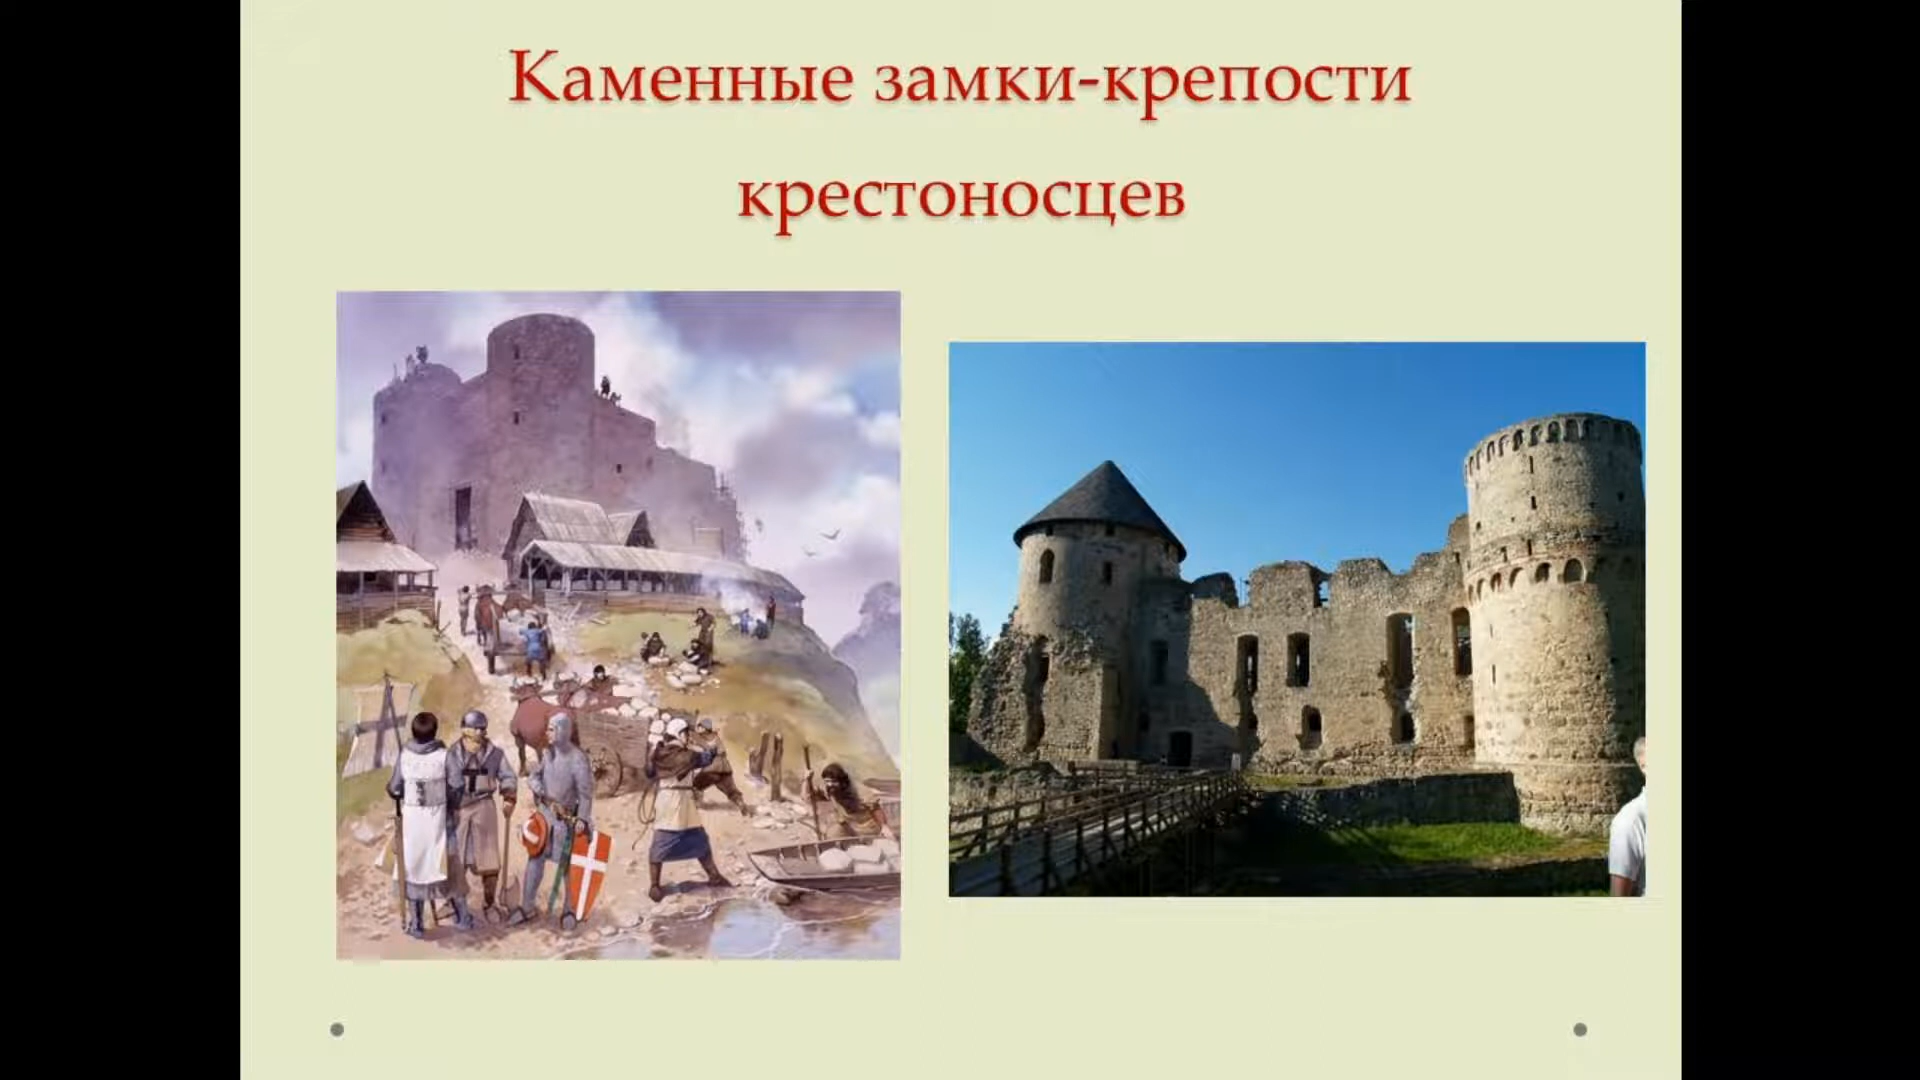 Каменные замки-крепости
крестоносцев